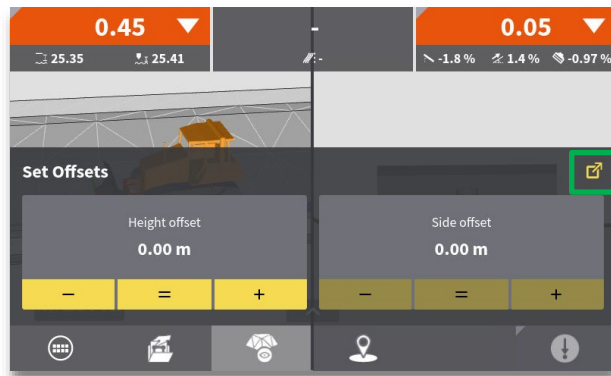 0.45
-
0.05
25.35
25.41
: -
-1.8 %
1.4 %
-0.97 %
Set Offsets
Height offset
0.00 m
Side offset
0.00 m
− = +
− = +